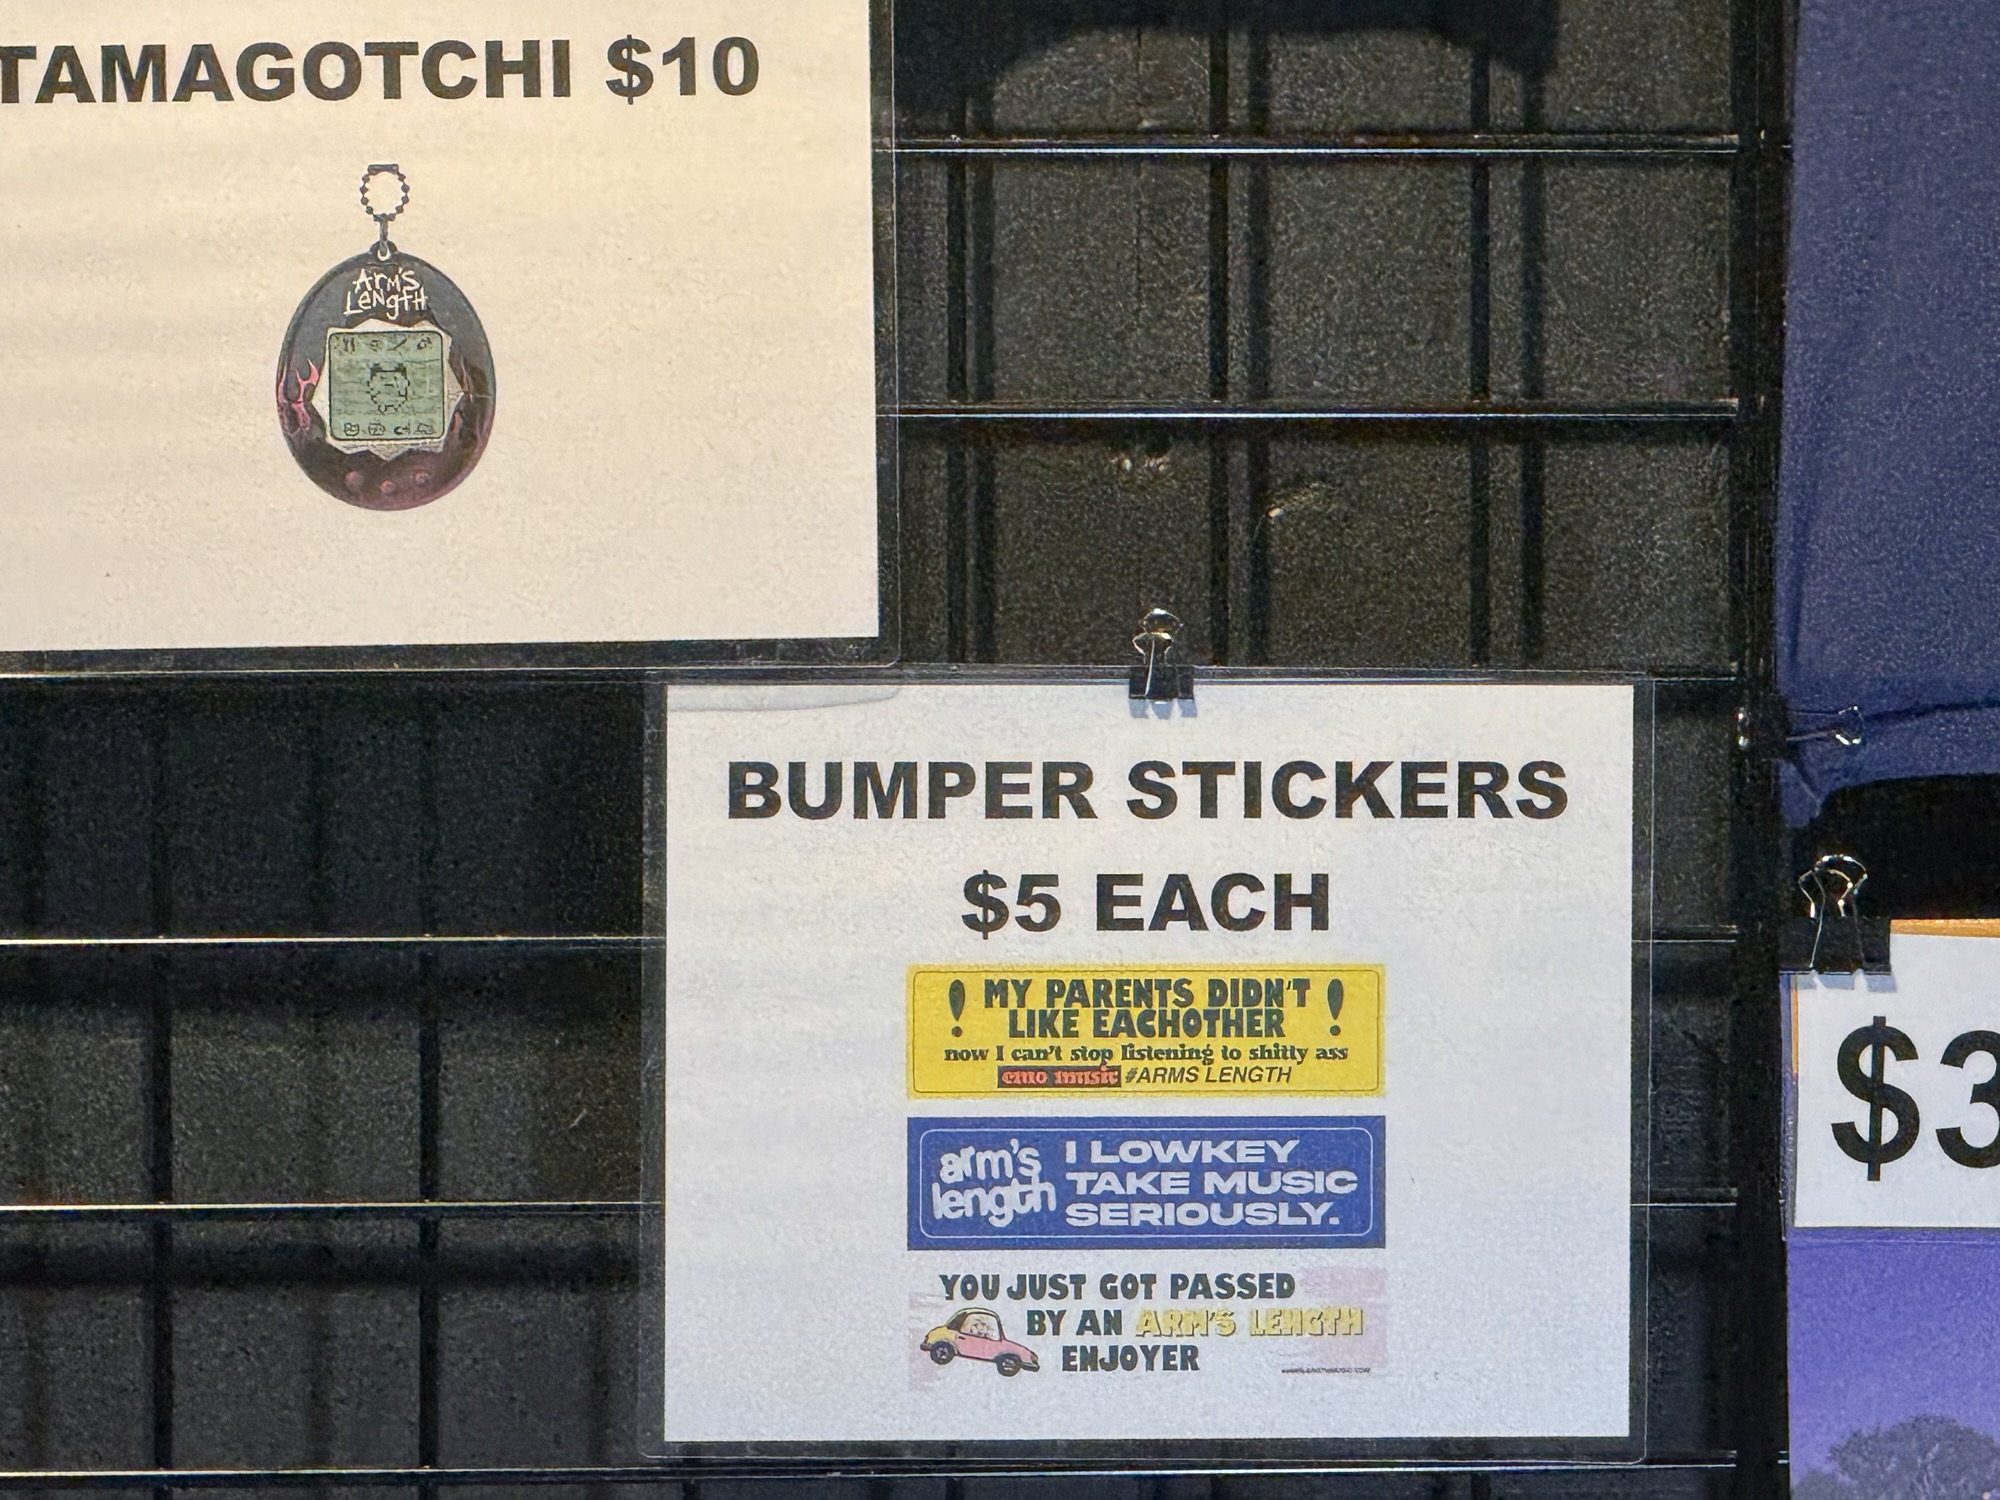 TAMAGOTCHI $10
Arm's
Length
BUMPER STICKERS
$5 EACH
! MY PARENTS DIDN'T !
LIKE EACHOTHER
now I can't stop listening to shitty ass
emo music #ARMS LENGTH
arm's
length
I LOWKEY
TAKE MUSIC
SERIOUSLY.
YOU JUST GOT PASSED
BY AN ARM'S LENGTH
ENJOYER
$3